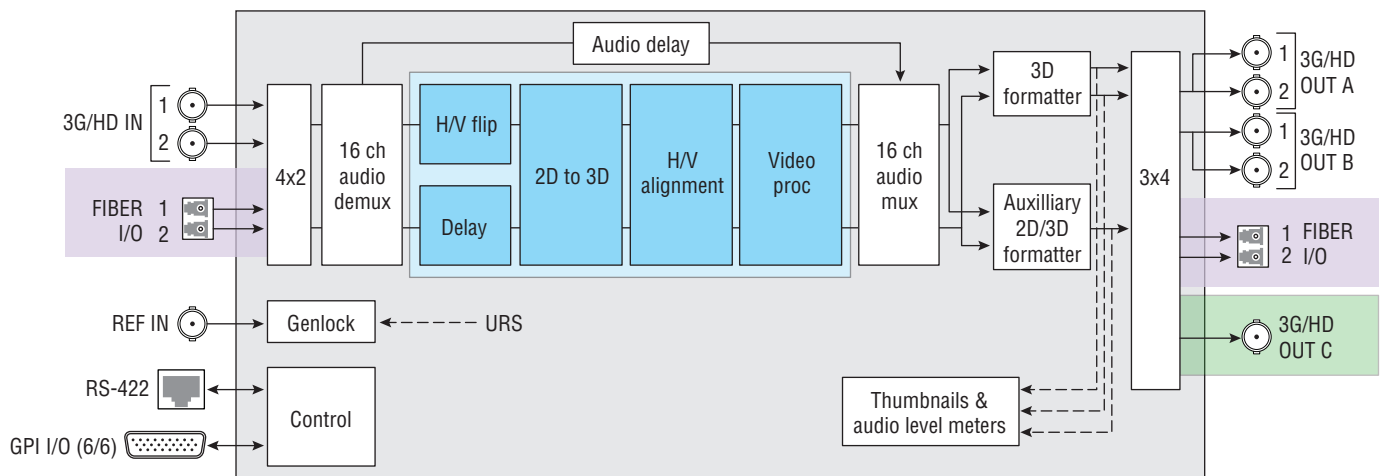 Audio delay
3G/HD IN
1
2
FIBER
I/O
1
2
4x2
16 ch
audio
demux
H/V flip
Delay
2D to 3D
H/V
alignment
Video
proc
16 ch
audio
mux
3D
formatter
Auxilliary
2D/3D
formatter
3x4
1
2
3G/HD
OUT A
1
2
3G/HD
OUT B
1
2
FIBER
I/O
3G/HD
OUT C
REF IN
Genlock
URS
RS-422
GPI I/O (6/6)
Control
Thumbnails &
audio level meters